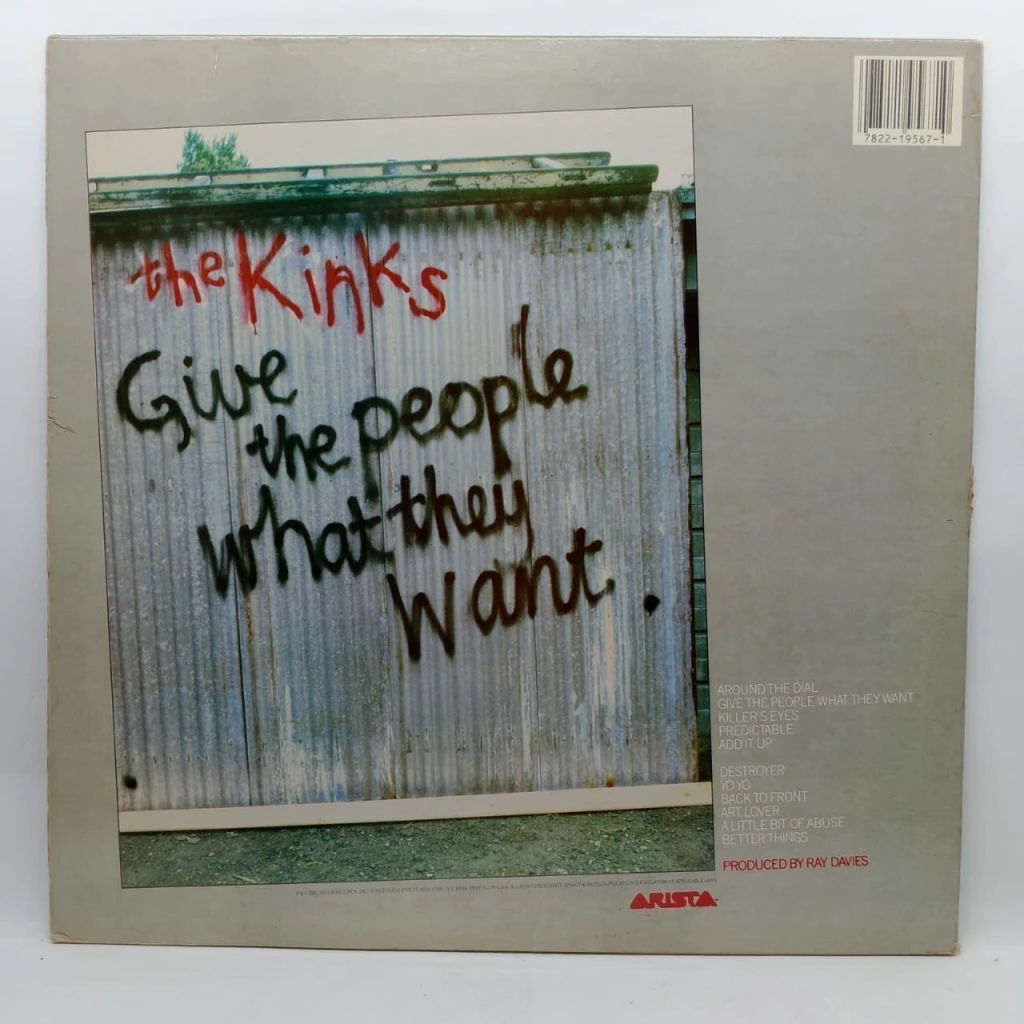 7822-19567-1
the Kinks
Give
the people
what they
want.
AROUND THE DIAL
GIVE THE PEOPLE WHAT THEY WANT
KILLER'S EYES
PREDICTABLE
ADD IT UP
DESTROYER
YO YO
BACK TO FRONT
ART LOVER
A LITTLE BIT OF ABUSE
BETTER THINGS
PRODUCED BY RAY DAVIES
ARISTA